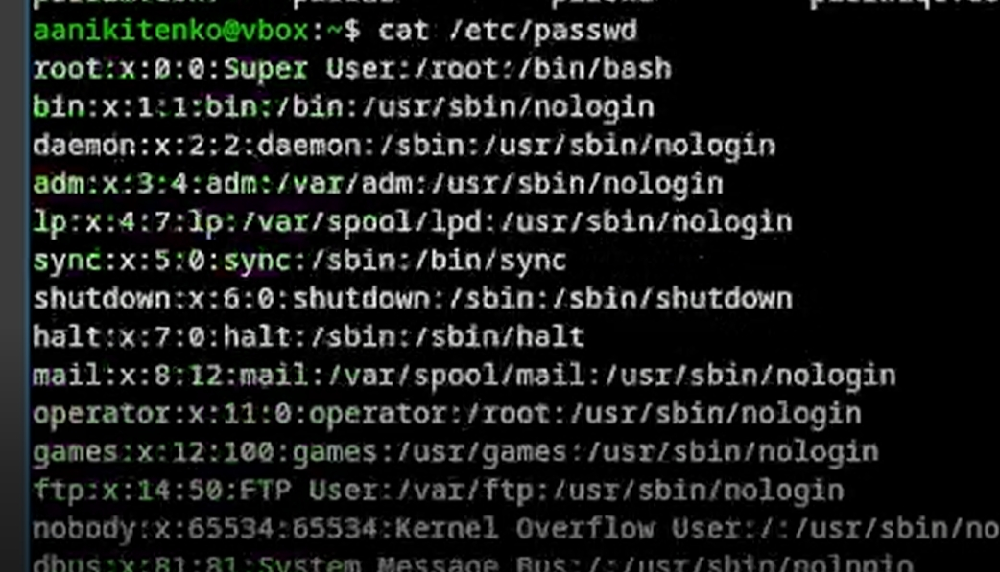 aanikitenko@vbox:~$ cat /etc/passwd
root:x:0:0:Super User:/root:/bin/bash
bin:x:1:1:bin:/bin:/usr/sbin/nologin
daemon:x:2:2:daemon:/sbin:/usr/sbin/nologin
adm:x:3:4:adm:/var/adm:/usr/sbin/nologin
lp:x:4:7:lp:/var/spool/lpd:/usr/sbin/nologin
sync:x:5:0:sync:/sbin:/bin/sync
shutdown:x:6:0:shutdown:/sbin:/sbin/shutdown
halt:x:7:0:halt:/sbin:/sbin/halt
mail:x:8:12:mail:/var/spool/mail:/usr/sbin/nologin
operator:x:11:0:operator:/root:/usr/sbin/nologin
games:x:12:100:games:/usr/games:/usr/sbin/nologin
ftp:x:14:50:FTP User:/var/ftp:/usr/sbin/nologin
nobody:x:65534:65534:Kernel Overflow User:/:/usr/sbin/no
dbus:x:81:81:System Message Bus:/:/usr/sbin/nologin